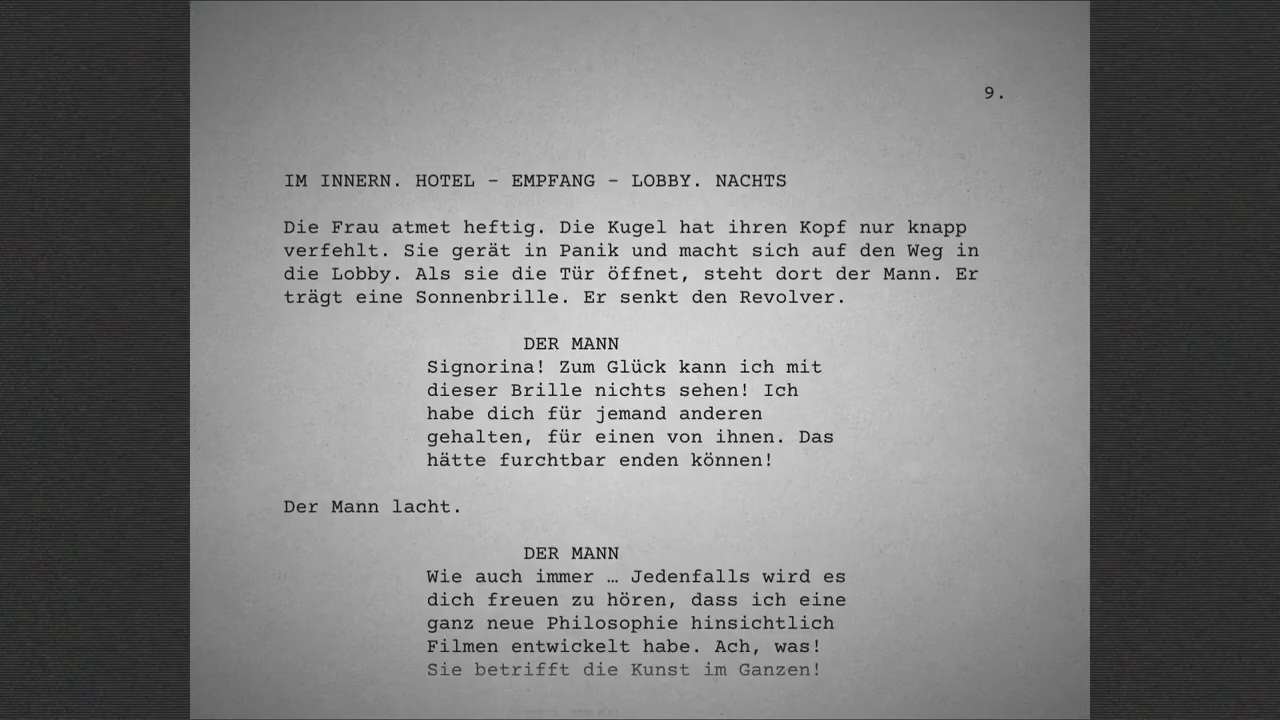 9.
IM INNERN. HOTEL – EMPFANG – LOBBY. NACHTS
Die Frau atmet heftig. Die Kugel hat ihren Kopf nur knapp
verfehlt. Sie gerät in Panik und macht sich auf den Weg in
die Lobby. Als sie die Tür öffnet, steht dort der Mann. Er
trägt eine Sonnenbrille. Er senkt den Revolver.
DER MANN
Signorina! Zum Glück kann ich mit
dieser Brille nichts sehen! Ich
habe dich für jemand anderen
gehalten, für einen von ihnen. Das
hätte furchtbar enden können!
Der Mann lacht.
DER MANN
Wie auch immer … Jedenfalls wird es
dich freuen zu hören, dass ich eine
ganz neue Philosophie hinsichtlich
Filmen entwickelt habe. Ach, was!
Sie betrifft die Kunst im Ganzen!